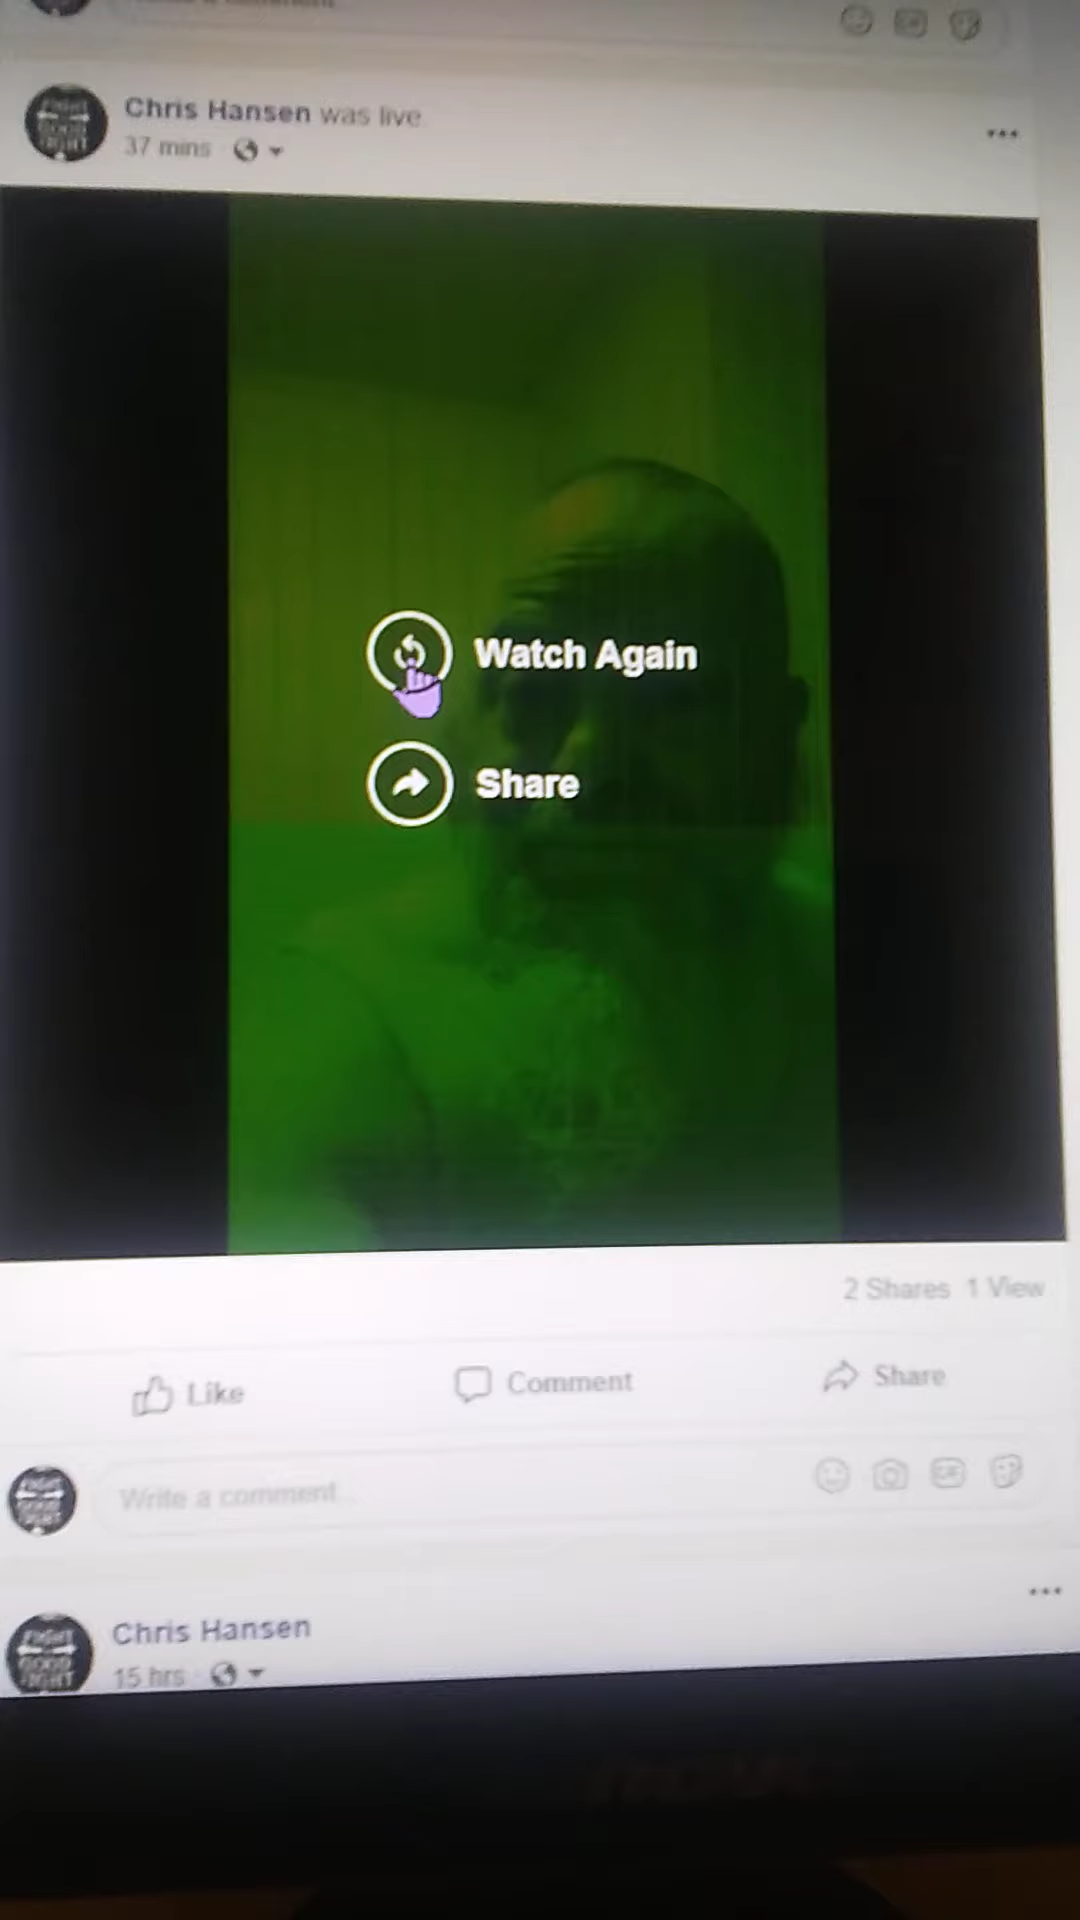 Chris Hansen was live.
37 mins
Watch Again
Share
2 Shares 1 View
Like
Comment
Share
Write a comment...
Chris Hansen
15 hrs